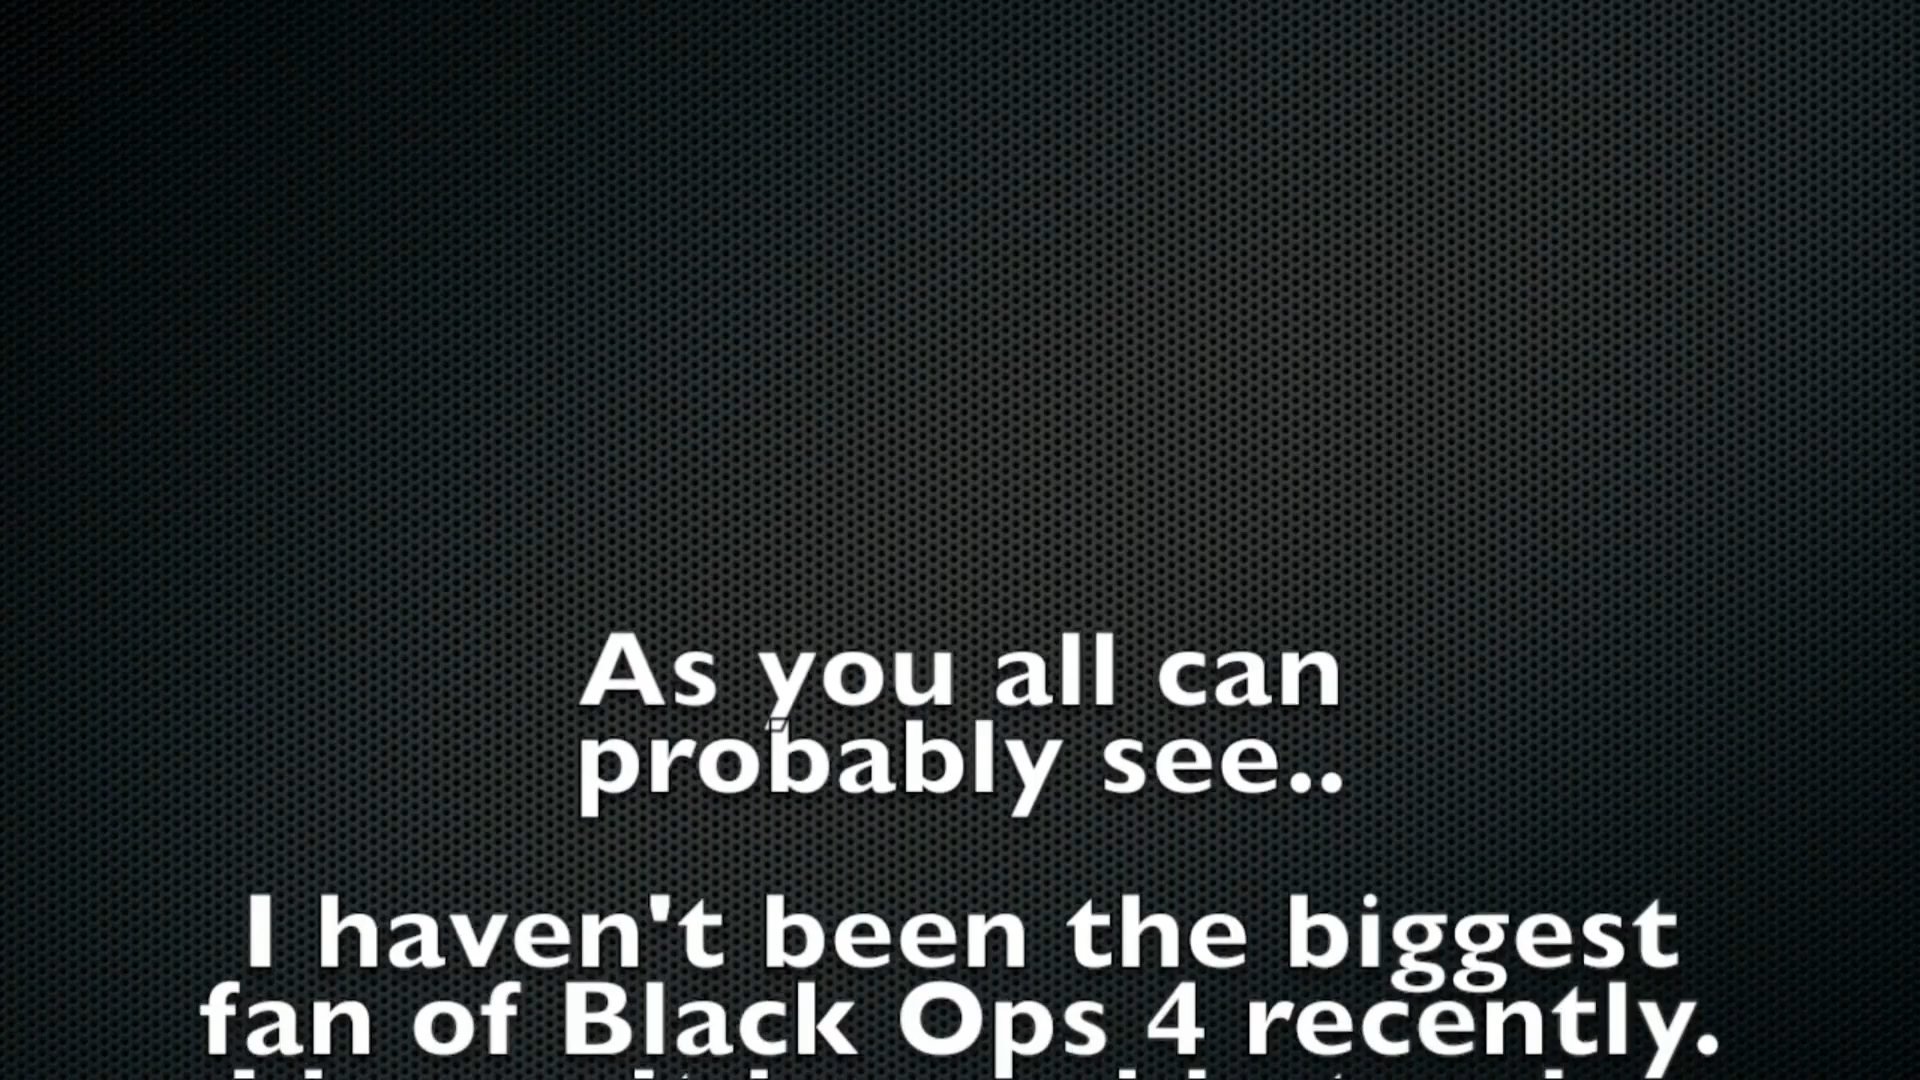 As you all can
probably see..
I haven't been the biggest
fan of Black Ops 4 recently.